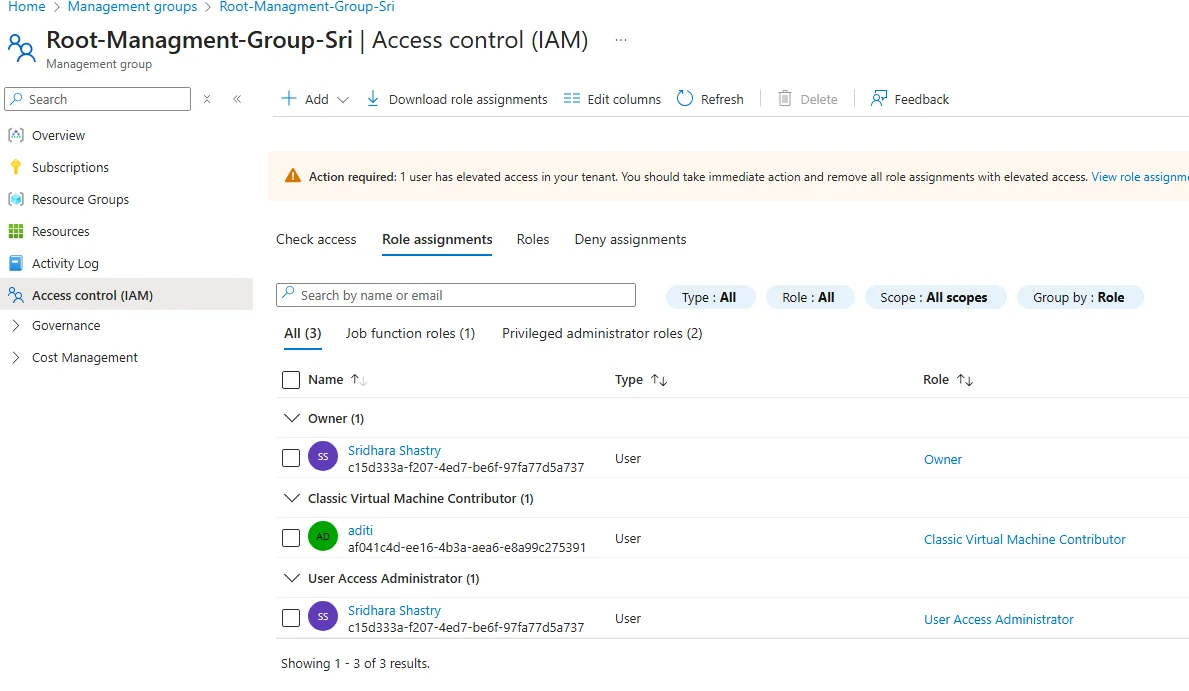 Home > Management groups > Root-Managment-Group-Sri
Root-Managment-Group-Sri | Access control (IAM) ...
Management group
Search
Add
Download role assignments
Edit columns
Refresh
Delete
Feedback
Overview
Subscriptions
Resource Groups
Resources
Activity Log
Access control (IAM)
Governance
Cost Management
Action required: 1 user has elevated access in your tenant. You should take immediate action and remove all role assignments with elevated access. View role assignm
Check access
Role assignments
Roles
Deny assignments
Search by name or email
Type : All
Role : All
Scope : All scopes
Group by : Role
All (3)
Job function roles (1)
Privileged administrator roles (2)
Name
Type
Role
Owner (1)
SS
Sridhara Shastry
c15d333a-f207-4ed7-be6f-97fa77d5a737
User
Owner
Classic Virtual Machine Contributor (1)
AD
aditi
af041c4d-ee16-4b3a-aea6-e8a99c275391
User
Classic Virtual Machine Contributor
User Access Administrator (1)
SS
Sridhara Shastry
c15d333a-f207-4ed7-be6f-97fa77d5a737
User
User Access Administrator
Showing 1 - 3 of 3 results.